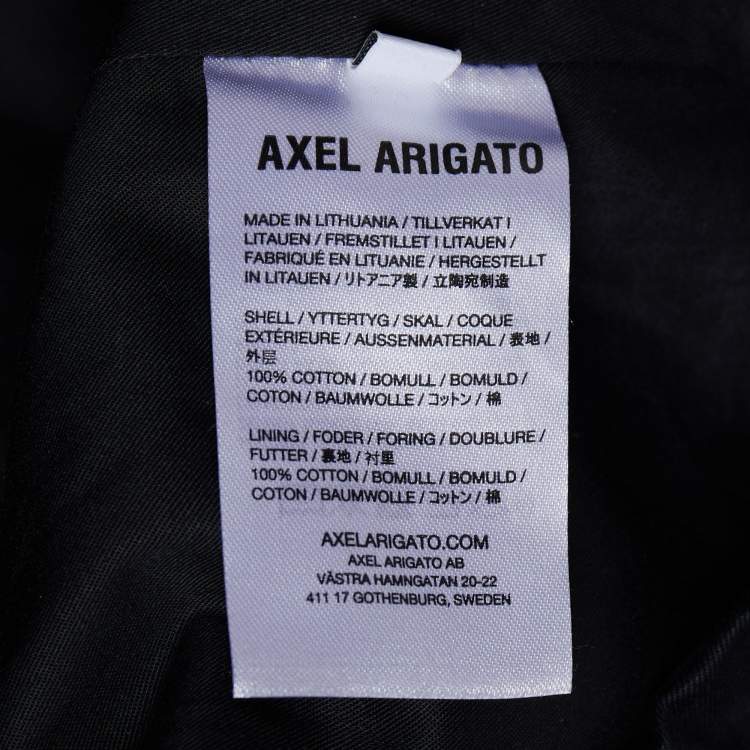 AXEL ARIGATO
MADE IN LITHUANIA / TILLVERKAT I
LITAUEN / FREMSTILLET I LITAUEN /
FABRIQUÉ EN LITUANIE / HERGESTELLT
IN LITAUEN / リトアニア製 / 立陶宛制造
SHELL / YTTERTYG / SKAL / COQUE
EXTÉRIEURE / AUSSENMATERIAL / 表地 /
外层
100% COTTON / BOMULL / BOMULD /
COTON / BAUMWOLLE / コットン / 棉
LINING / FODER / FORING / DOUBLURE /
FUTTER / 裏地 / 衬里
100% COTTON / BOMULL / BOMULD /
COTON / BAUMWOLLE / コットン / 棉
AXELARIGATO.COM
AXEL ARIGATO AB
VÄSTRA HAMNGATAN 20-22
411 17 GOTHENBURG, SWEDEN